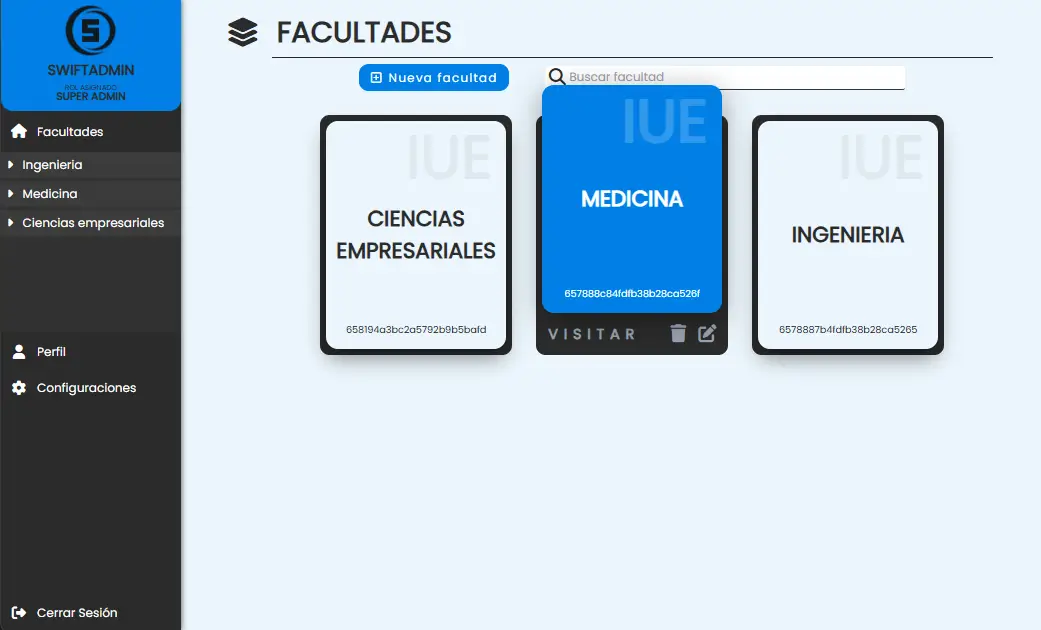 SWIFTADMIN
ROL ASIGNADO
SUPER ADMIN
Facultades
Ingenieria
Medicina
Ciencias empresariales
Perfil
Configuraciones
Cerrar Sesión
FACULTADES
Nueva facultad
Buscar facultad
IUE
CIENCIAS
EMPRESARIALES
658194a3bc2a5792b9b5bafd
IUE
MEDICINA
657888c84fdfb38b28ca526f
VISITAR
IUE
INGENIERIA
6578887b4fdfb38b28ca5265